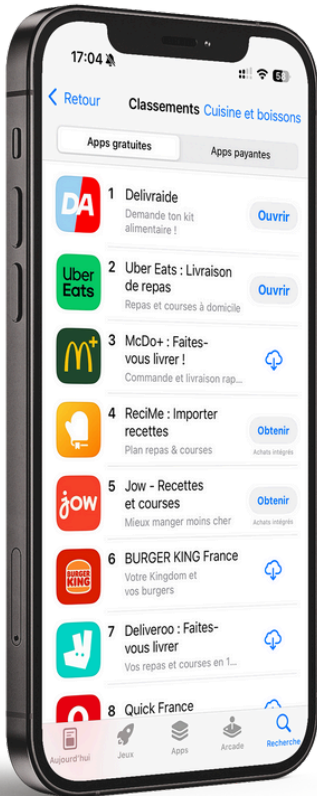 17:04
58
Retour
Classements
Cuisine et boissons
Apps gratuites
Apps payantes
DA
1 Delivraide
Demande ton kit
alimentaire !
Ouvrir
Uber
Eats
2 Uber Eats : Livraison
de repas
Repas et courses à domicile
Ouvrir
3 McDo+ : Faites-
vous livrer !
Commande et livraison rap...
4 ReciMe : Importer
recettes
Plan repas & courses
Obtenir
Achats intégrés
jow
5 Jow - Recettes
et courses
Mieux manger moins cher
Obtenir
Achats intégrés
BURGER
KING
6 BURGER KING France
Votre Kingdom et
vos burgers
7 Deliveroo : Faites-
vous livrer
Vos repas et courses en 1...
8 Quick France
Aujourd'hui
Jeux
Apps
Arcade
Recherche